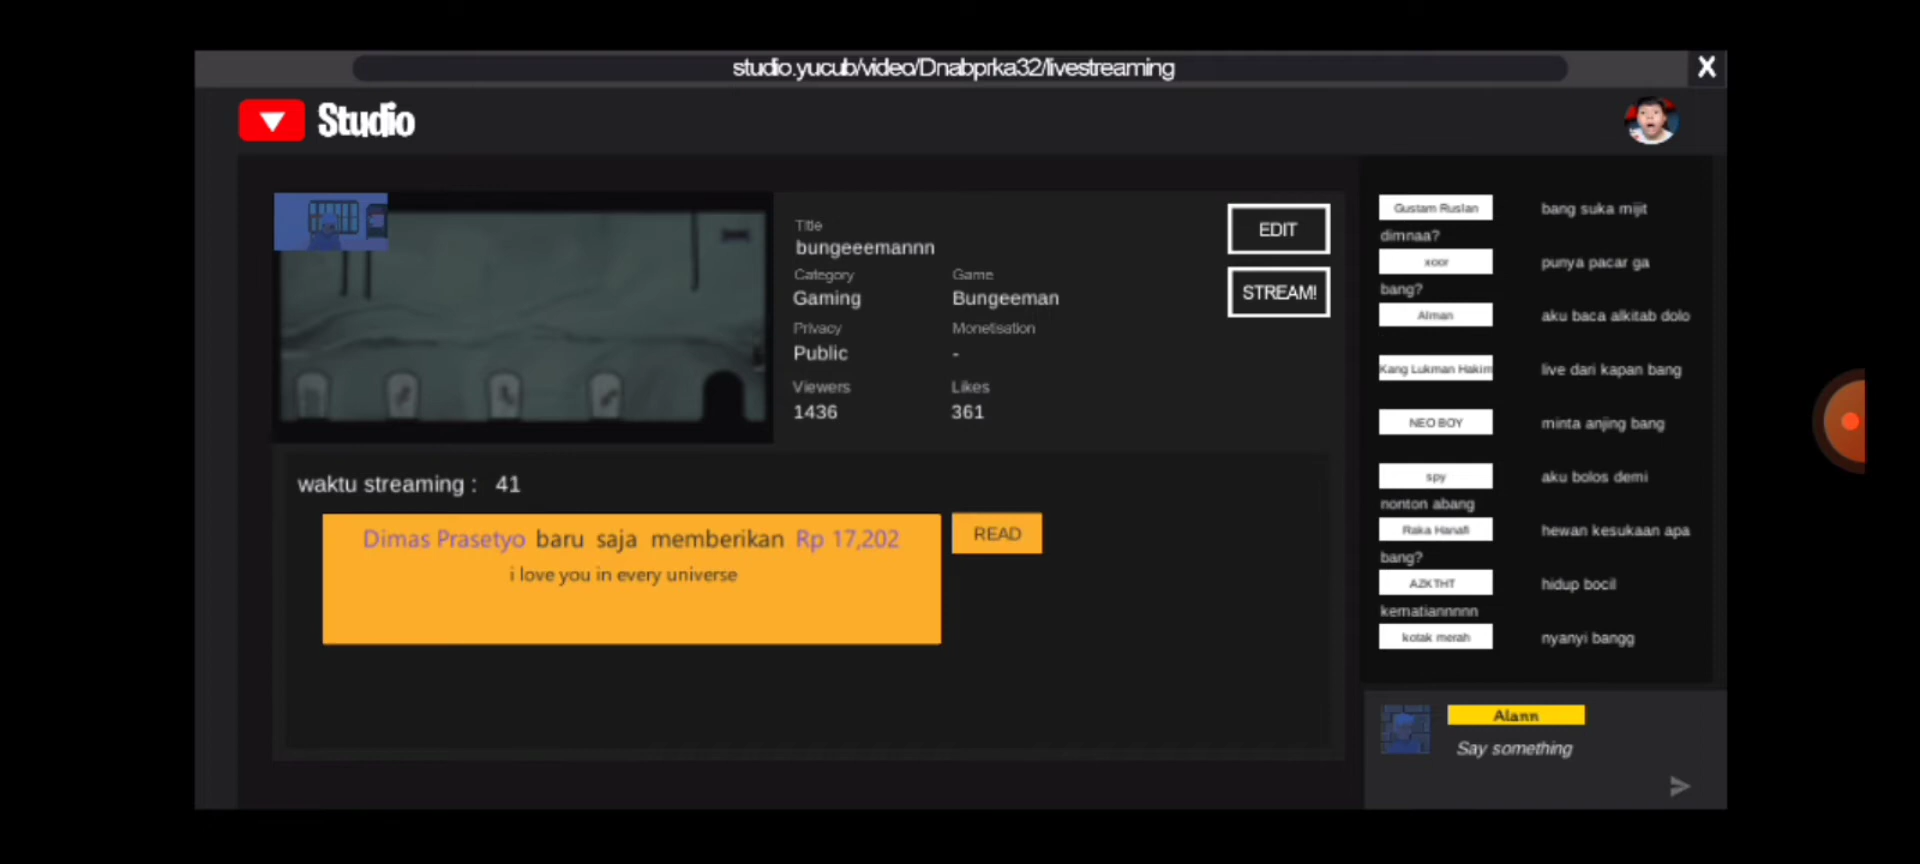 studio.yucub/video/Dnabprka32/livestreaming
X
Studio
Title
bungeeemannn
EDIT
Category Game
Gaming Bungeeman
STREAM!
Privacy Monetisation
Public -
Viewers Likes
1436 361
waktu streaming : 41
Dimas Prasetyo baru saja memberikan Rp 17,202
i love you in every universe
READ
Gustam Ruslan bang suka mijit
dimnaa?
xoor punya pacar ga
bang?
Alman aku baca alkitab dolo
Kang Lukman Hakim live dari kapan bang
NEO BOY minta anjing bang
spy aku bolos demi
nonton abang
Raka Hanafi hewan kesukaan apa
bang?
AZKTHT hidup bocil
kematiannnnn
kotak merah nyanyi bangg
Alann
Say something